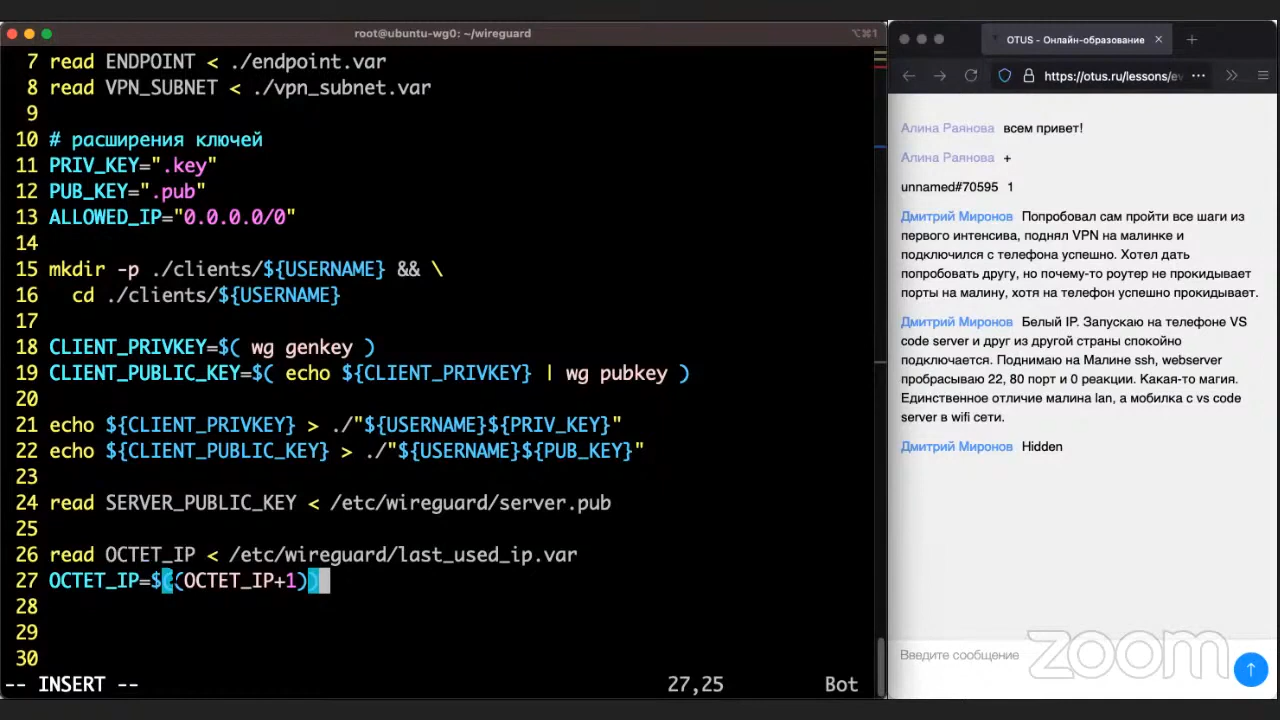 root@ubuntu-wg0: ~/wireguard
⌥⌘1
7 read ENDPOINT < ./endpoint.var
8 read VPN_SUBNET < ./vpn_subnet.var
9
10 # расширения ключей
11 PRIV_KEY=".key"
12 PUB_KEY=".pub"
13 ALLOWED_IP="0.0.0.0/0"
14
15 mkdir -p ./clients/${USERNAME} && \
16   cd ./clients/${USERNAME}
17
18 CLIENT_PRIVKEY=$( wg genkey )
19 CLIENT_PUBLIC_KEY=$( echo ${CLIENT_PRIVKEY} | wg pubkey )
20
21 echo ${CLIENT_PRIVKEY} > ./"${USERNAME}${PRIV_KEY}"
22 echo ${CLIENT_PUBLIC_KEY} > ./"${USERNAME}${PUB_KEY}"
23
24 read SERVER_PUBLIC_KEY < /etc/wireguard/server.pub
25
26 read OCTET_IP < /etc/wireguard/last_used_ip.var
27 OCTET_IP=$((OCTET_IP+1))
28
29
30
-- INSERT -- 27,25 Bot
OTUS - Онлайн-образование
https://otus.ru/lessons/ev
Алина Раянова всем привет!
Алина Раянова +
unnamed#70595 1
Дмитрий Миронов Попробовал сам пройти все шаги из
первого интенсива, поднял VPN на малинке и
подключился с телефона успешно. Хотел дать
попробовать другу, но почему-то роутер не прокидывает
порты на малину, хотя на телефон успешно прокидывает.
Дмитрий Миронов Белый IP. Запускаю на телефоне VS
code server и друг из другой страны спокойно
подключается. Поднимаю на Малине ssh, webserver
пробрасываю 22, 80 порт и 0 реакции. Какая-то магия.
Единственное отличие малина lan, а мобилка с vs code
server в wifi сети.
Дмитрий Миронов Hidden
Введите сообщение
zoom